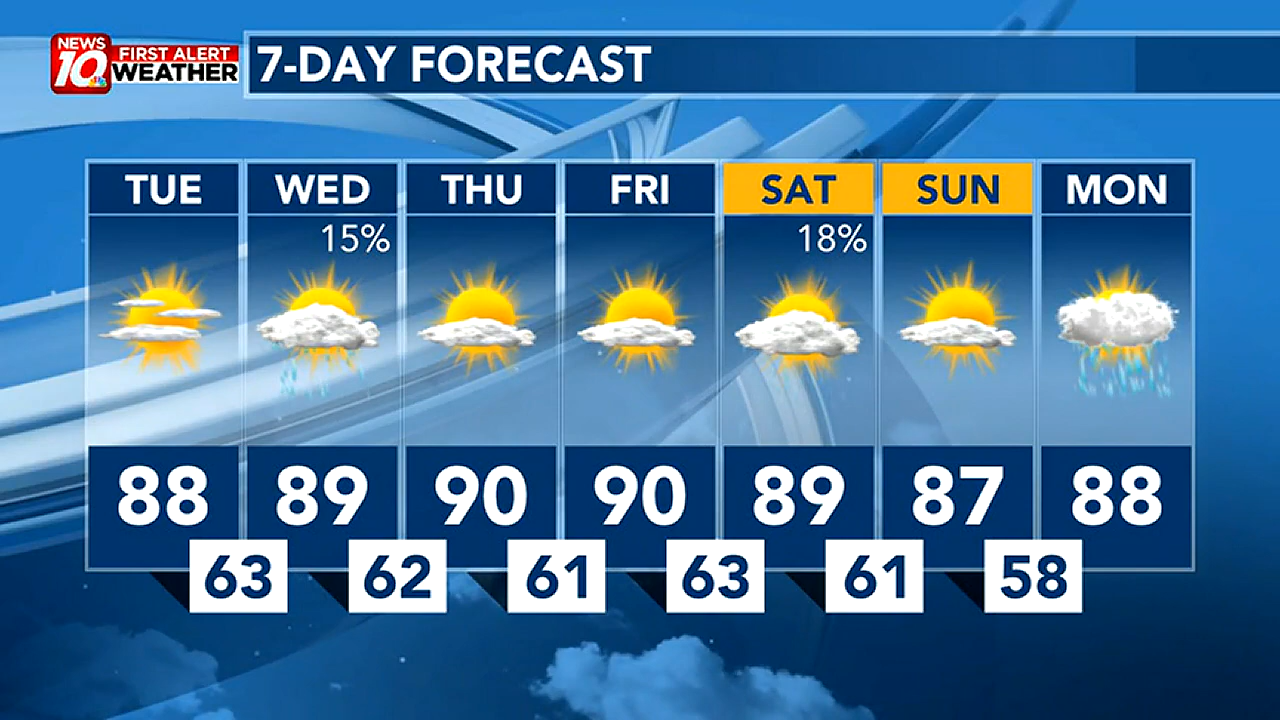 NEWS
10
FIRST ALERT
WEATHER
7-DAY FORECAST
TUE WED THU FRI SAT SUN MON
15% 18%
88 89 90 90 89 87 88
63 62 61 63 61 58